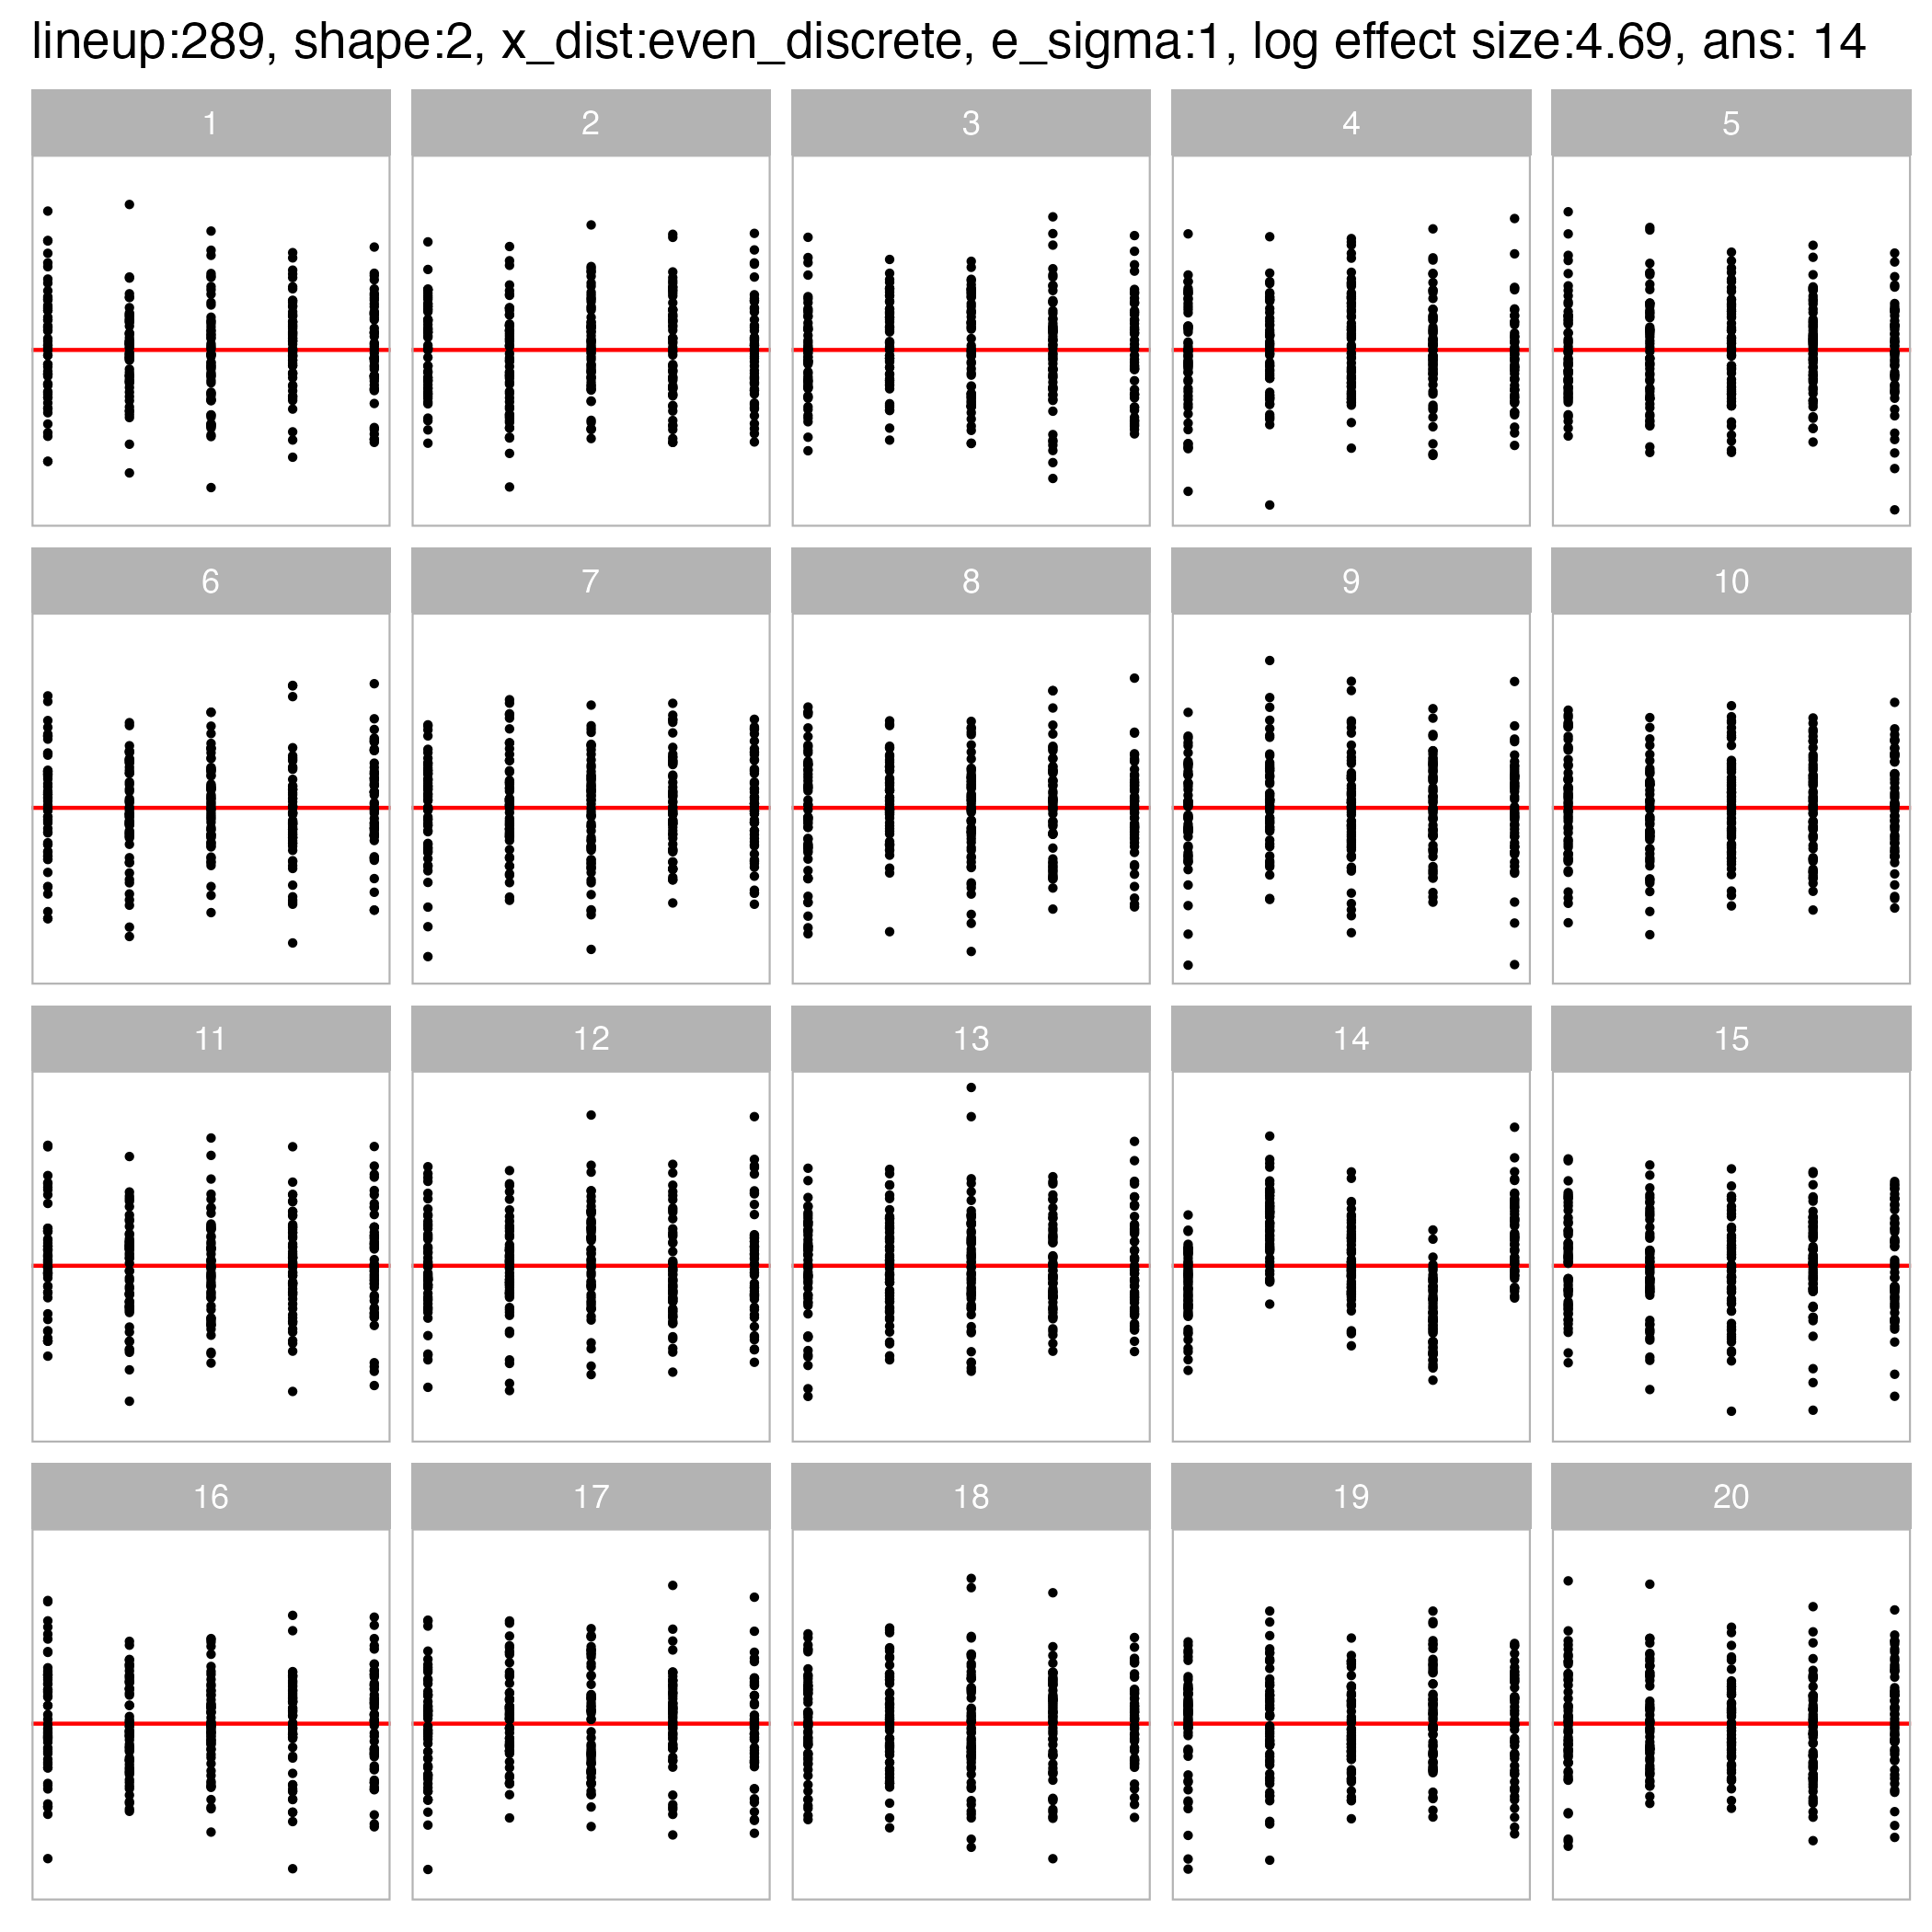 lineup:289, shape:2, x_dist:even_discrete, e_sigma:1, log effect size:4.69, ans: 14
1 2 3 4 5
6 7 8 9 10
11 12 13 14 15
16 17 18 19 20